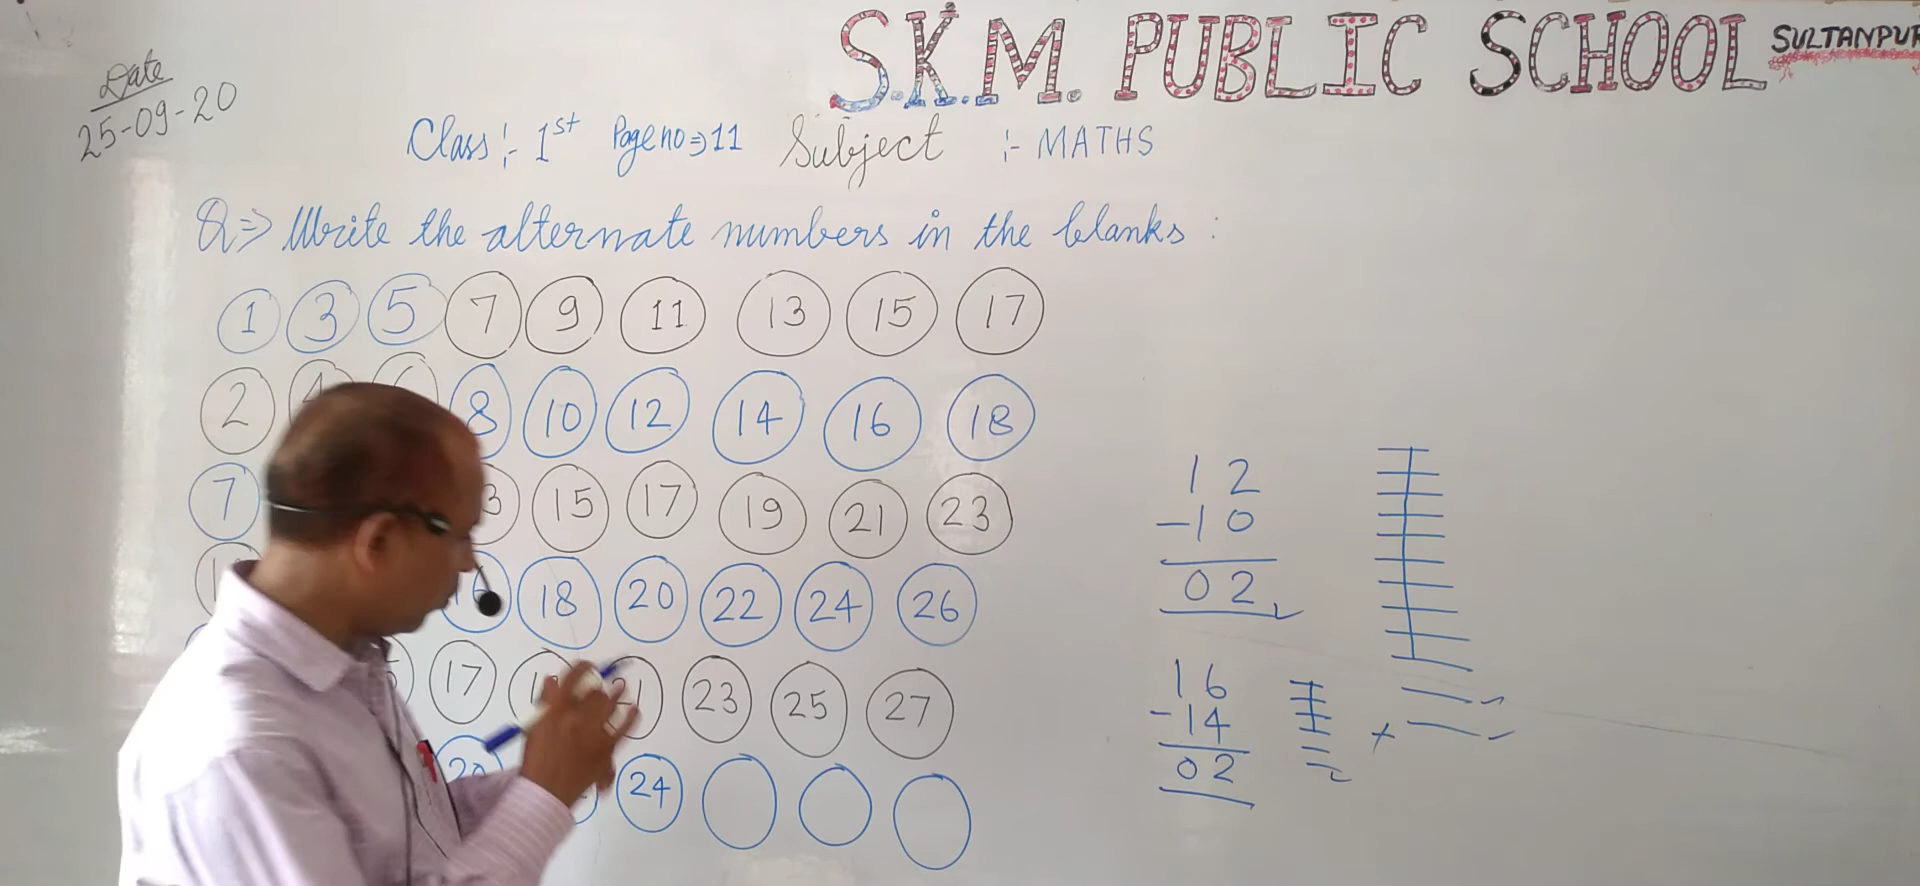 S.K.M. PUBLIC SCHOOL SULTANPUR
Date
25-09-20
Class :- 1st Page no⇒11 Subject :- MATHS
Q⇒ Write the alternate numbers in the blanks :
1 3 5 7 9 11 13 15 17
2 8 10 12 14 16 18
7 15 17 19 21 23
16 18 20 22 24 26
17 21 23 25 27
20 24
12
-10
02
16
-14
02
+